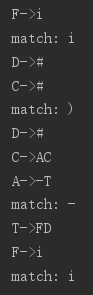 F->i
match: i
D->#
C->#
match: )
D->#
C->AC
A->-T
match: -
T->FD
F->i
match: i